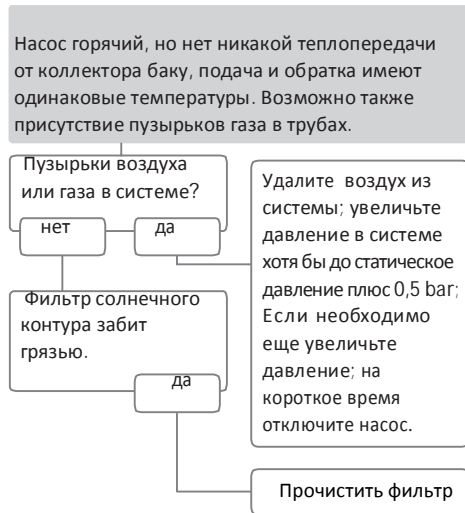 Насос горячий, но нет никакой теплопередачи
от коллектора баку, подача и обратка имеют
одинаковые температуры. Возможно также
присутствие пузырьков газа в трубах.
Пузырьки воздуха
или газа в системе?
нет
да
Удалите воздух из
системы; увеличьте
давление в системе
хотя бы до статическое
давление плюс 0,5 bar;
Если необходимо
еще увеличьте
давление; на
короткое время
отключите насос.
Фильтр солнечного
контура забит
грязью.
да
Прочистить фильтр